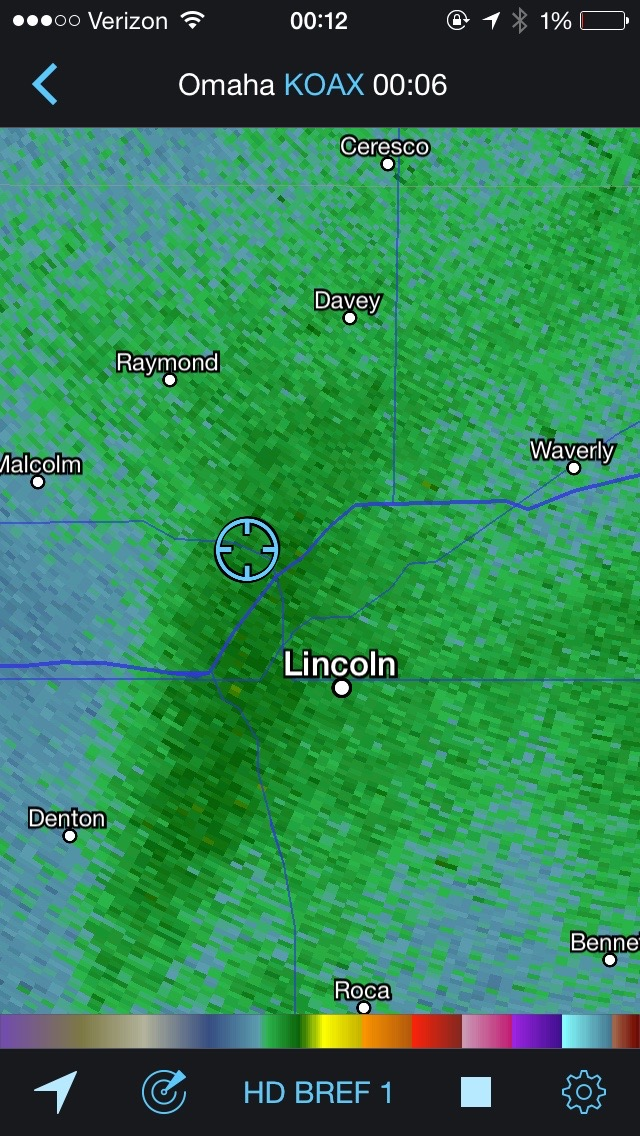 Verizon 00:12 1%
Omaha KOAX 00:06
Ceresco
Davey
Raymond
Waverly
Malcolm
Lincoln
Denton
Benne
Roca
HD BREF 1